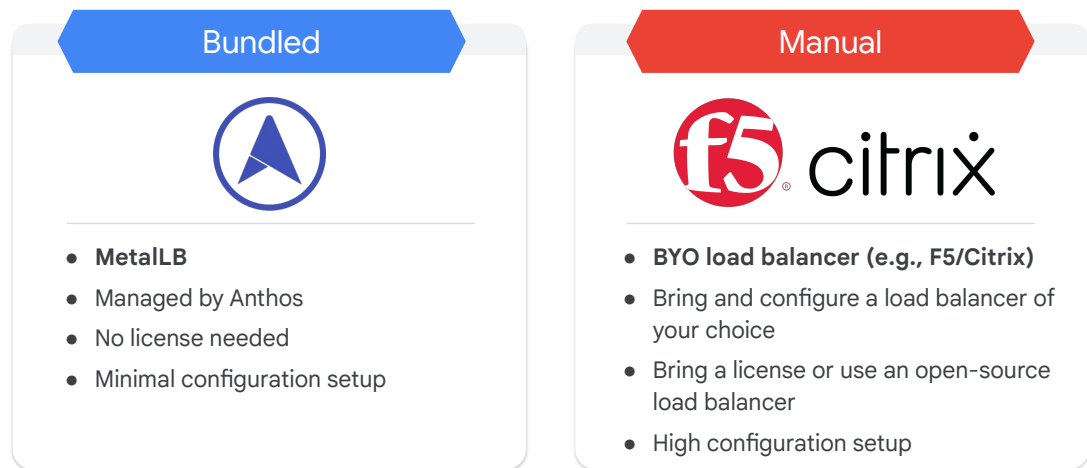 Bundled
● MetalLB
● Managed by Anthos
● No license needed
● Minimal configuration setup
Manual
f5® citrix
● BYO load balancer (e.g., F5/Citrix)
● Bring and configure a load balancer of
your choice
● Bring a license or use an open-source
load balancer
● High configuration setup